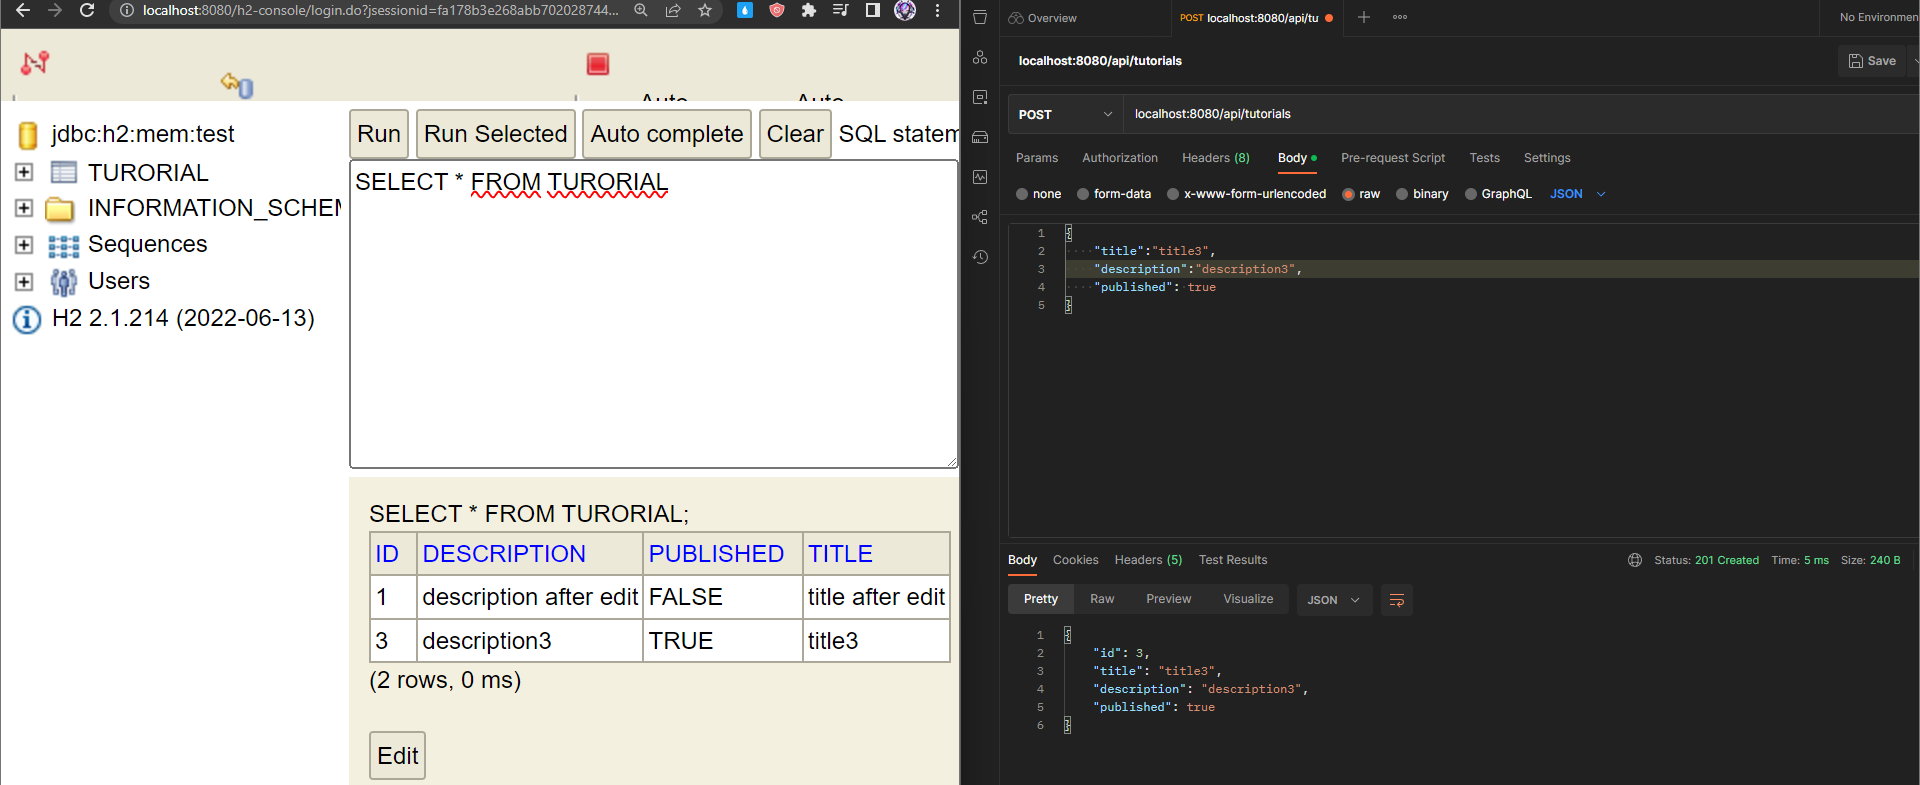 localhost:8080/h2-console/login.do?jsessionid=fa178b3e268abb702028744...
jdbc:h2:mem:test
TURORIAL
INFORMATION_SCHEM
Sequences
Users
H2 2.1.214 (2022-06-13)
Auto Auto
Run Run Selected Auto complete Clear SQL statem
SELECT * FROM TURORIAL
SELECT * FROM TURORIAL;
ID DESCRIPTION PUBLISHED TITLE
1 description after edit FALSE title after edit
3 description3 TRUE title3
(2 rows, 0 ms)
Edit
Overview POST localhost:8080/api/tu No Environmen
localhost:8080/api/tutorials Save
POST localhost:8080/api/tutorials
Params Authorization Headers (8) Body Pre-request Script Tests Settings
none form-data x-www-form-urlencoded raw binary GraphQL JSON
1 {
2 "title":"title3",
3 "description":"description3",
4 "published": true
5 }
Body Cookies Headers (5) Test Results Status: 201 Created Time: 5 ms Size: 240 B
Pretty Raw Preview Visualize JSON
1 {
2 "id": 3,
3 "title": "title3",
4 "description": "description3",
5 "published": true
6 }